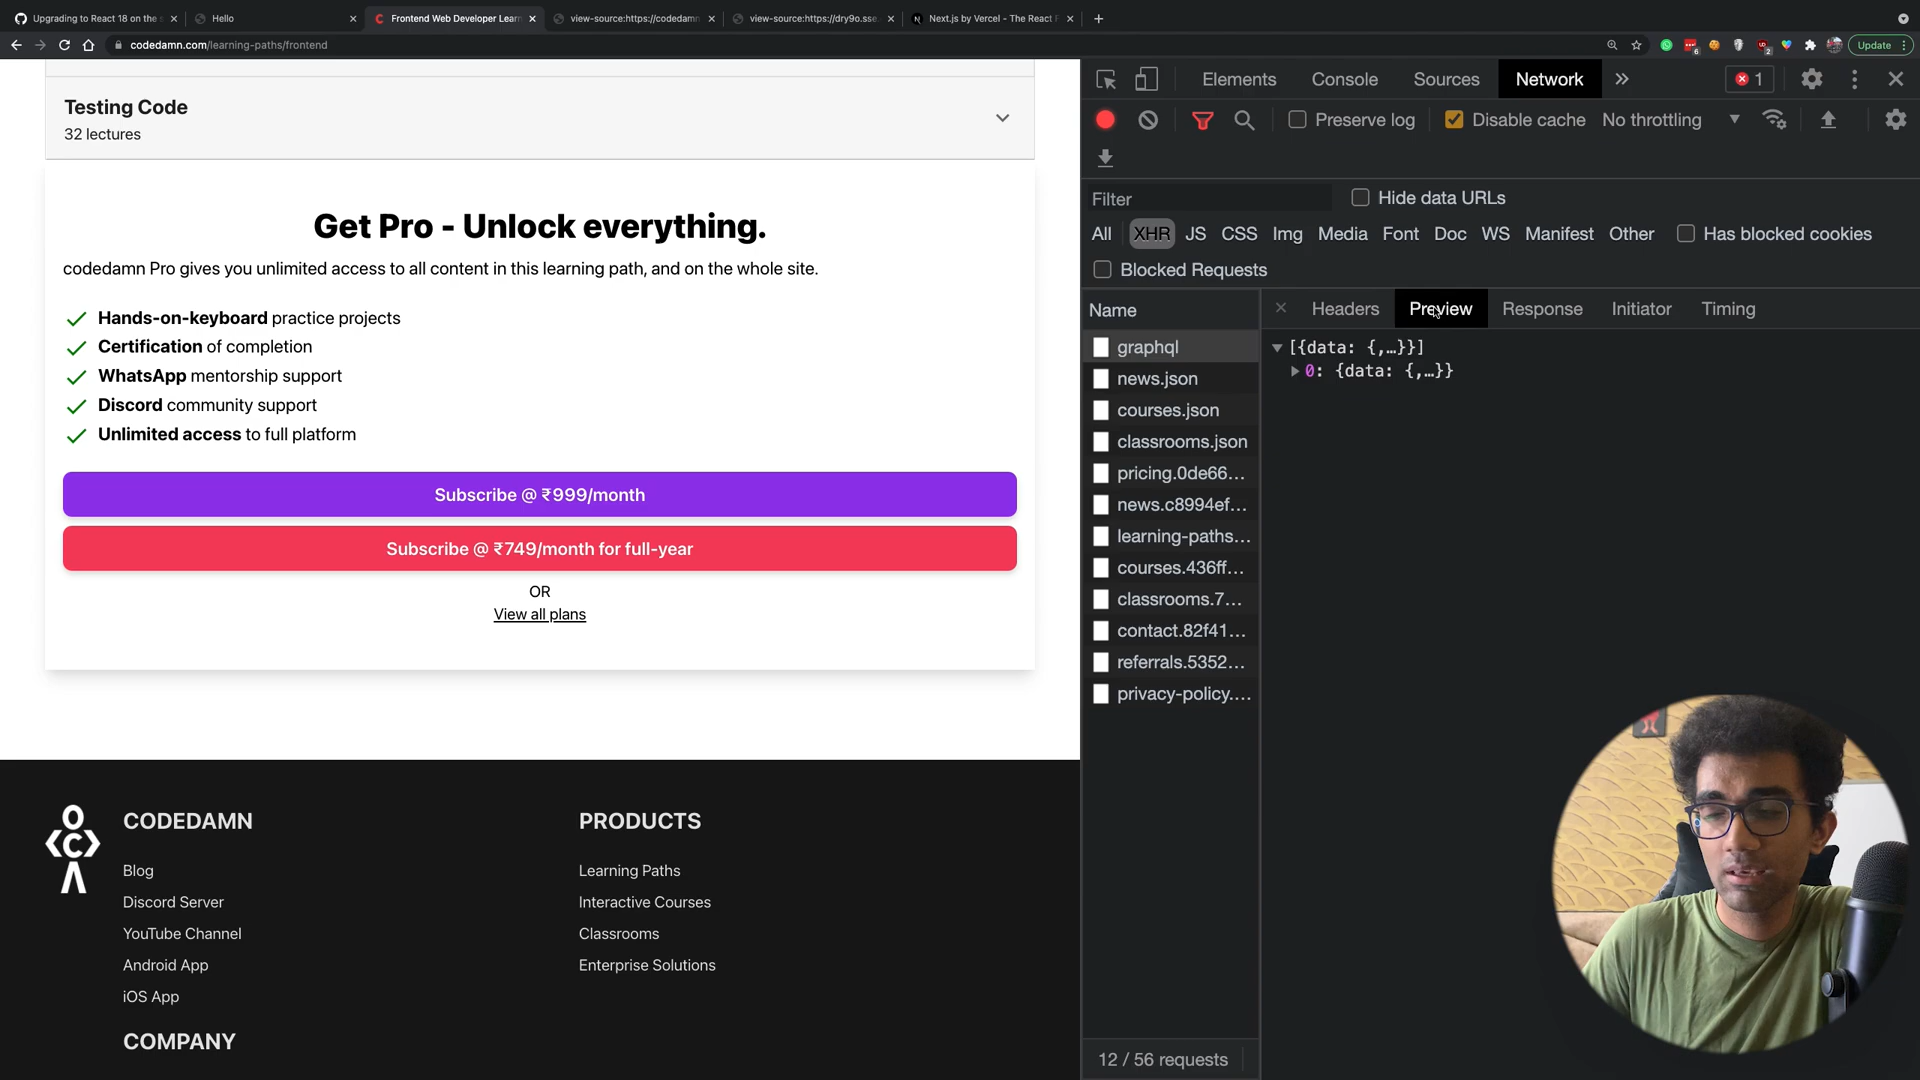 Upgrading to React 18 on the s
Hello
Frontend Web Developer Learn
view-source:https://codedamn
view-source:https://dry9o.sse
Next.js by Vercel - The React F
codedamn.com/learning-paths/frontend
Update
Testing Code
32 lectures
Get Pro - Unlock everything.
codedamn Pro gives you unlimited access to all content in this learning path, and on the whole site.
Hands-on-keyboard practice projects
Certification of completion
WhatsApp mentorship support
Discord community support
Unlimited access to full platform
Subscribe @ ₹999/month
Subscribe @ ₹749/month for full-year
OR
View all plans
CODEDAMN
Blog
Discord Server
YouTube Channel
Android App
iOS App
COMPANY
PRODUCTS
Learning Paths
Interactive Courses
Classrooms
Enterprise Solutions
Elements Console Sources Network 1
Preserve log Disable cache No throttling
Filter Hide data URLs
All XHR JS CSS Img Media Font Doc WS Manifest Other Has blocked cookies
Blocked Requests
Name
graphql
news.json
courses.json
classrooms.json
pricing.0de66...
news.c8994ef...
learning-paths...
courses.436ff...
classrooms.7...
contact.82f41...
referrals.5352...
privacy-policy....
12 / 56 requests
Headers Preview Response Initiator Timing
[{data: {,…}}]
0: {data: {,…}}